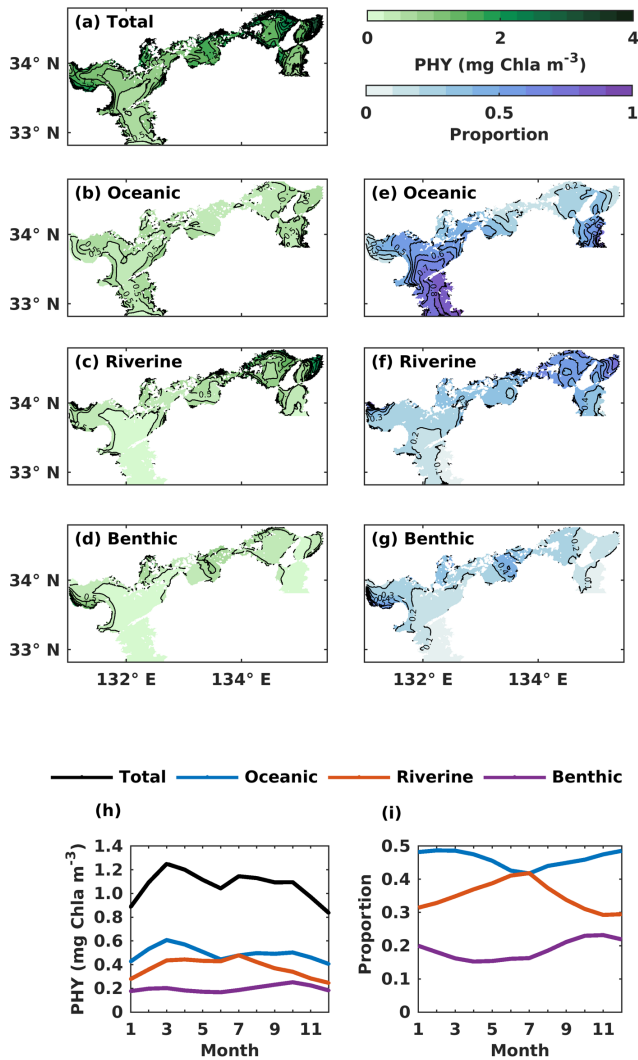 (a) Total
34° N
33° N
0 2 4
PHY (mg Chla m-3)
0 0.5 1
Proportion
(b) Oceanic
34° N
33° N
(e) Oceanic
0.2
(c) Riverine
34° N
33° N
0.5
(f) Riverine
0.3
0.2
0.1
(d) Benthic
34° N
33° N
132° E 134° E
(g) Benthic
0.2
0.1
132° E 134° E
Total Oceanic Riverine Benthic
(h)
1.4
1.2
1.0
0.8
0.6
0.4
0.2
0
PHY (mg Chla m-3)
1 3 5 7 9 11
Month
(i)
0.5
0.4
0.3
0.2
0.1
0
Proportion
1 3 5 7 9 11
Month